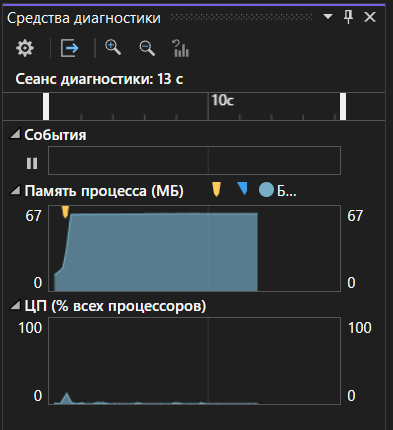 Средства диагностики
Сеанс диагностики: 13 с
10с
События
Память процесса (МБ) Б...
67 67
0 0
ЦП (% всех процессоров)
100 100
0 0